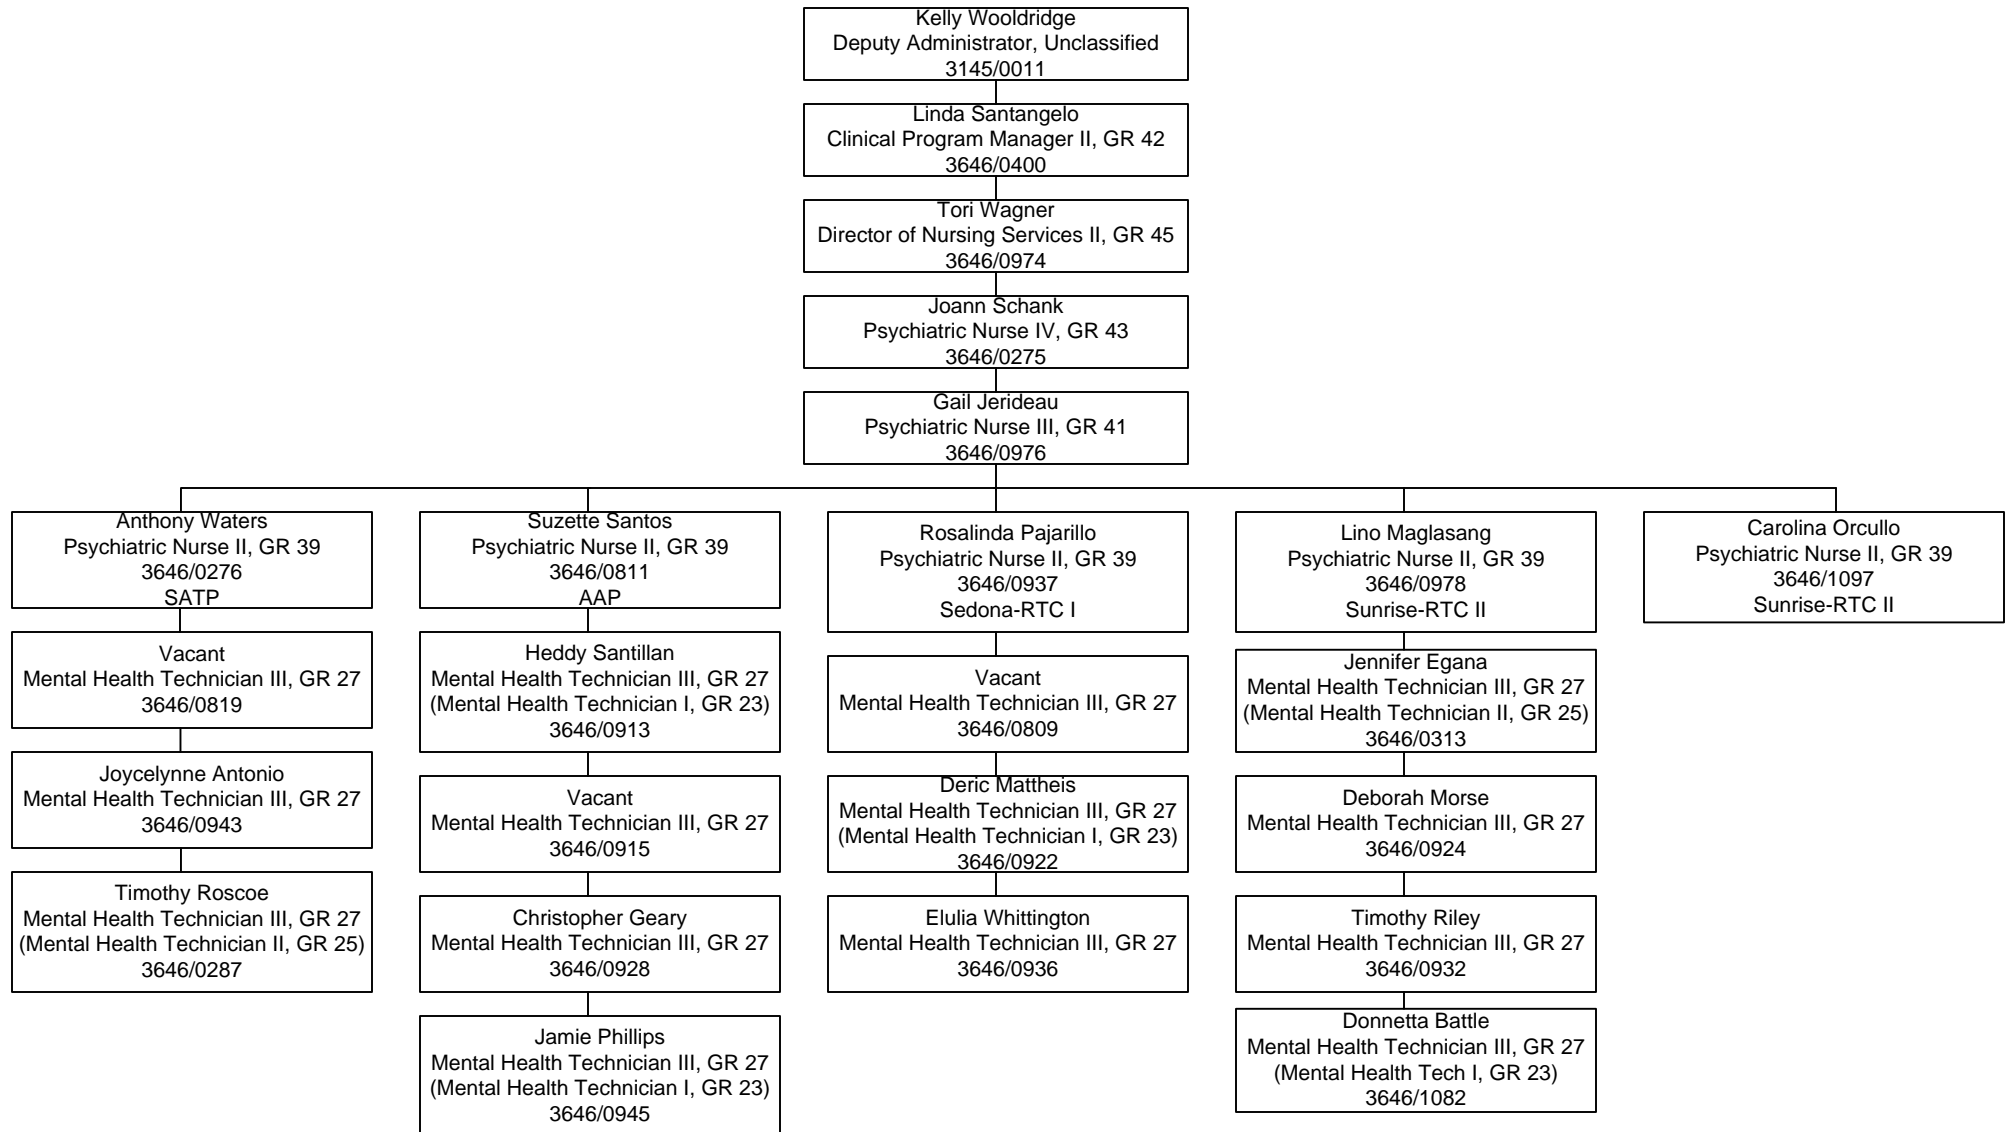 Kelly Wooldridge
Deputy Administrator, Unclassified
3145/0011
Linda Santangelo
Clinical Program Manager II, GR 42
3646/0400
Tori Wagner
Director of Nursing Services II, GR 45
3646/0974
Joann Schank
Psychiatric Nurse IV, GR 43
3646/0275
Gail Jerideau
Psychiatric Nurse III, GR 41
3646/0976
Anthony Waters
Psychiatric Nurse II, GR 39
3646/0276
SATP
Vacant
Mental Health Technician III, GR 27
3646/0819
Joycelynne Antonio
Mental Health Technician III, GR 27
3646/0943
Timothy Roscoe
Mental Health Technician III, GR 27
(Mental Health Technician II, GR 25)
3646/0287
Suzette Santos
Psychiatric Nurse II, GR 39
3646/0811
AAP
Heddy Santillan
Mental Health Technician III, GR 27
(Mental Health Technician I, GR 23)
3646/0913
Vacant
Mental Health Technician III, GR 27
3646/0915
Christopher Geary
Mental Health Technician III, GR 27
3646/0928
Jamie Phillips
Mental Health Technician III, GR 27
(Mental Health Technician I, GR 23)
3646/0945
Rosalinda Pajarillo
Psychiatric Nurse II, GR 39
3646/0937
Sedona-RTC I
Vacant
Mental Health Technician III, GR 27
3646/0809
Deric Mattheis
Mental Health Technician III, GR 27
(Mental Health Technician I, GR 23)
3646/0922
Elulia Whittington
Mental Health Technician III, GR 27
3646/0936
Lino Maglasang
Psychiatric Nurse II, GR 39
3646/0978
Sunrise-RTC II
Jennifer Egana
Mental Health Technician III, GR 27
(Mental Health Technician II, GR 25)
3646/0313
Deborah Morse
Mental Health Technician III, GR 27
3646/0924
Timothy Riley
Mental Health Technician III, GR 27
3646/0932
Donnetta Battle
Mental Health Technician III, GR 27
(Mental Health Tech I, GR 23)
3646/1082
Carolina Orcullo
Psychiatric Nurse II, GR 39
3646/1097
Sunrise-RTC II